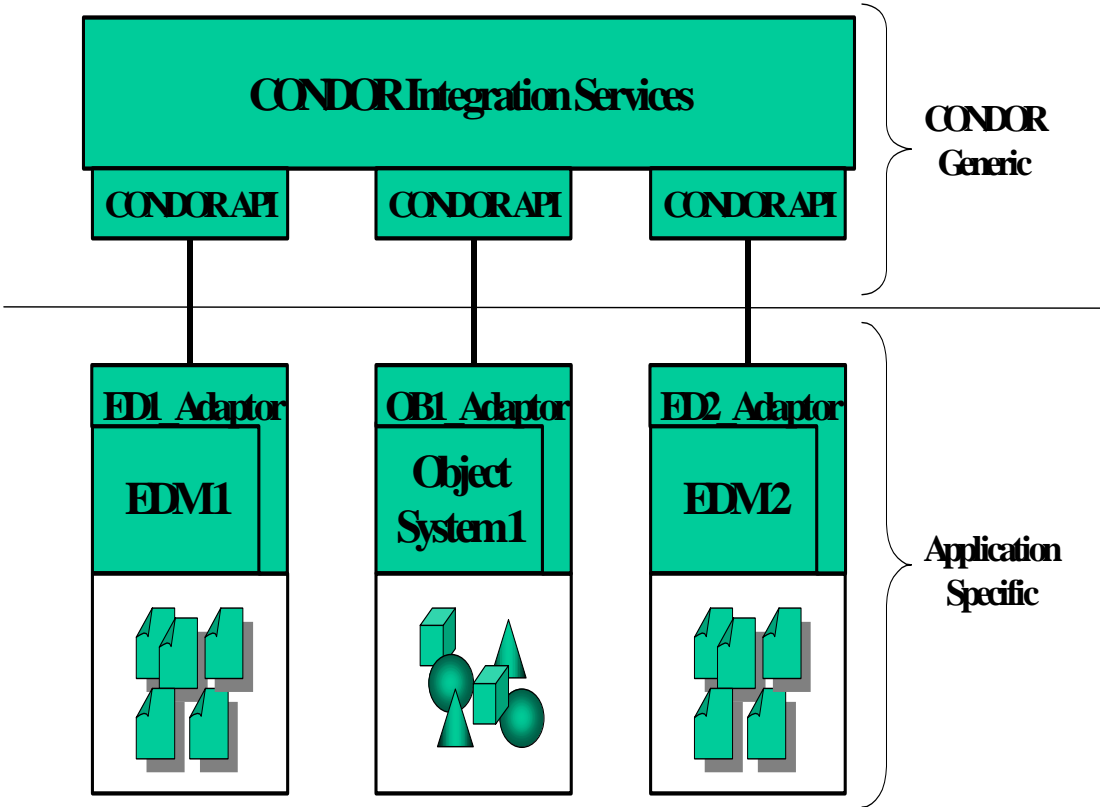 CONDOR Integration Services
CONDOR
Generic
CONDOR API
CONDOR API
CONDOR API
ED1_Adaptor
OB1_Adaptor
ED2_Adaptor
EDM1
Object
System1
EDM2
Application
Specific